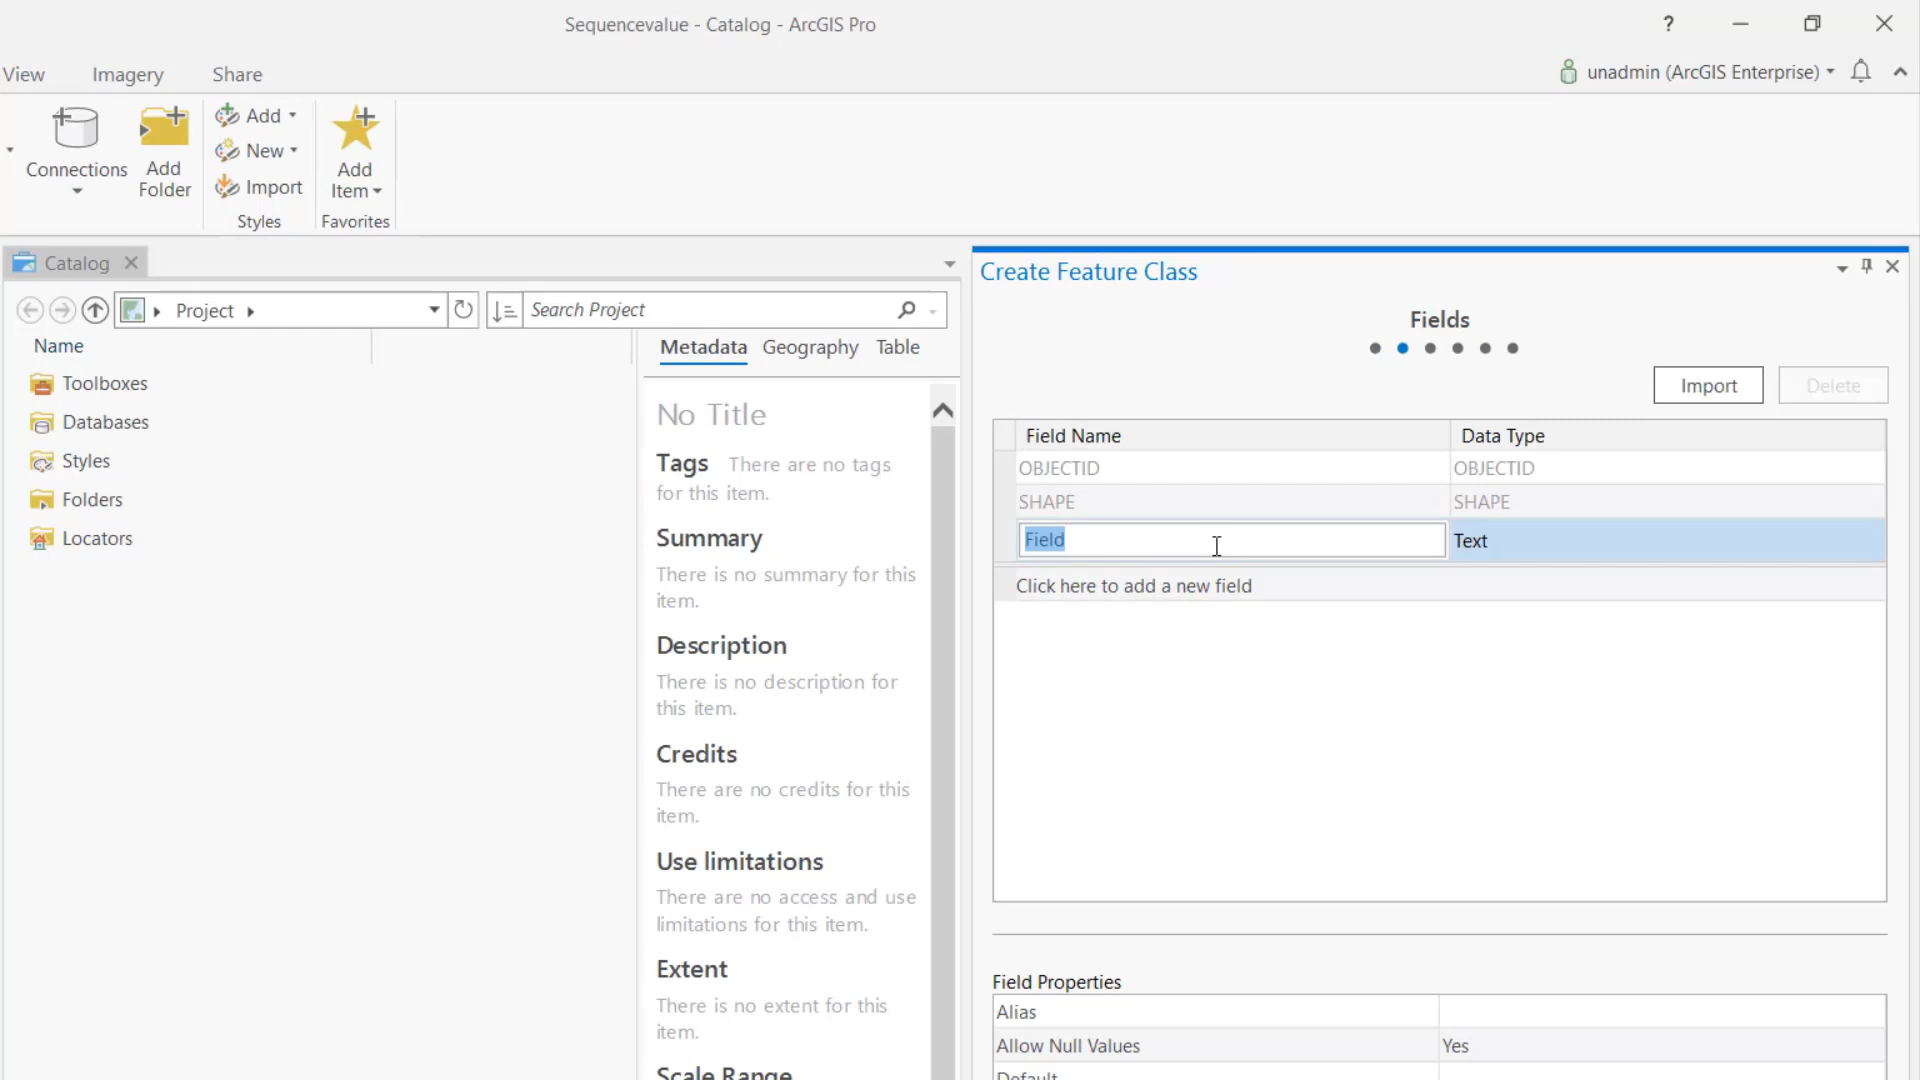 Sequencevalue - Catalog - ArcGIS Pro
?
View Imagery Share
unadmin (ArcGIS Enterprise)
Connections
Add
Folder
Add
New
Import
Styles
Add
Item
Favorites
Catalog
Project
Search Project
Name
Toolboxes
Databases
Styles
Folders
Locators
Metadata Geography Table
No Title
Tags There are no tags
for this item.
Summary
There is no summary for this
item.
Description
There is no description for
this item.
Credits
There are no credits for this
item.
Use limitations
There are no access and use
limitations for this item.
Extent
There is no extent for this
item.
Scale Range
Create Feature Class
Fields
Import Delete
Field Name Data Type
OBJECTID OBJECTID
SHAPE SHAPE
Field Text
Click here to add a new field
Field Properties
Alias
Allow Null Values Yes
Default